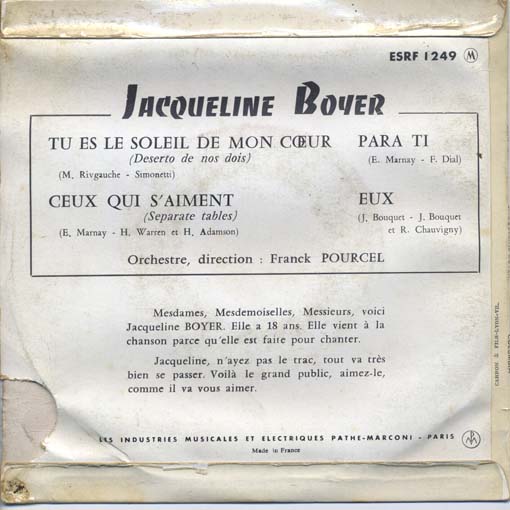 ESRF 1249 M
JACQUELINE BOYER
TU ES LE SOLEIL DE MON CŒUR
(Deserto de nos dois)
(M. Rivgauche - Simonetti)
PARA TI
(E. Marnay - F. Dial)
CEUX QUI S'AIMENT
(Separate tables)
(E. Marnay - H. Warren et H. Adamson)
EUX
(J. Bouquet - J. Bouquet
et R. Chauvigny)
Orchestre, direction : Franck POURCEL
Mesdames, Mesdemoiselles, Messieurs, voici
Jacqueline BOYER. Elle a 18 ans. Elle vient à la
chanson parce qu'elle est faite pour chanter.
Jacqueline, n'ayez pas le trac, tout va très
bien se passer. Voilà le grand public, aimez-le,
comme il va vous aimer.
LES INDUSTRIES MUSICALES ET ELECTRIQUES PATHE-MARCONI - PARIS
Made in France